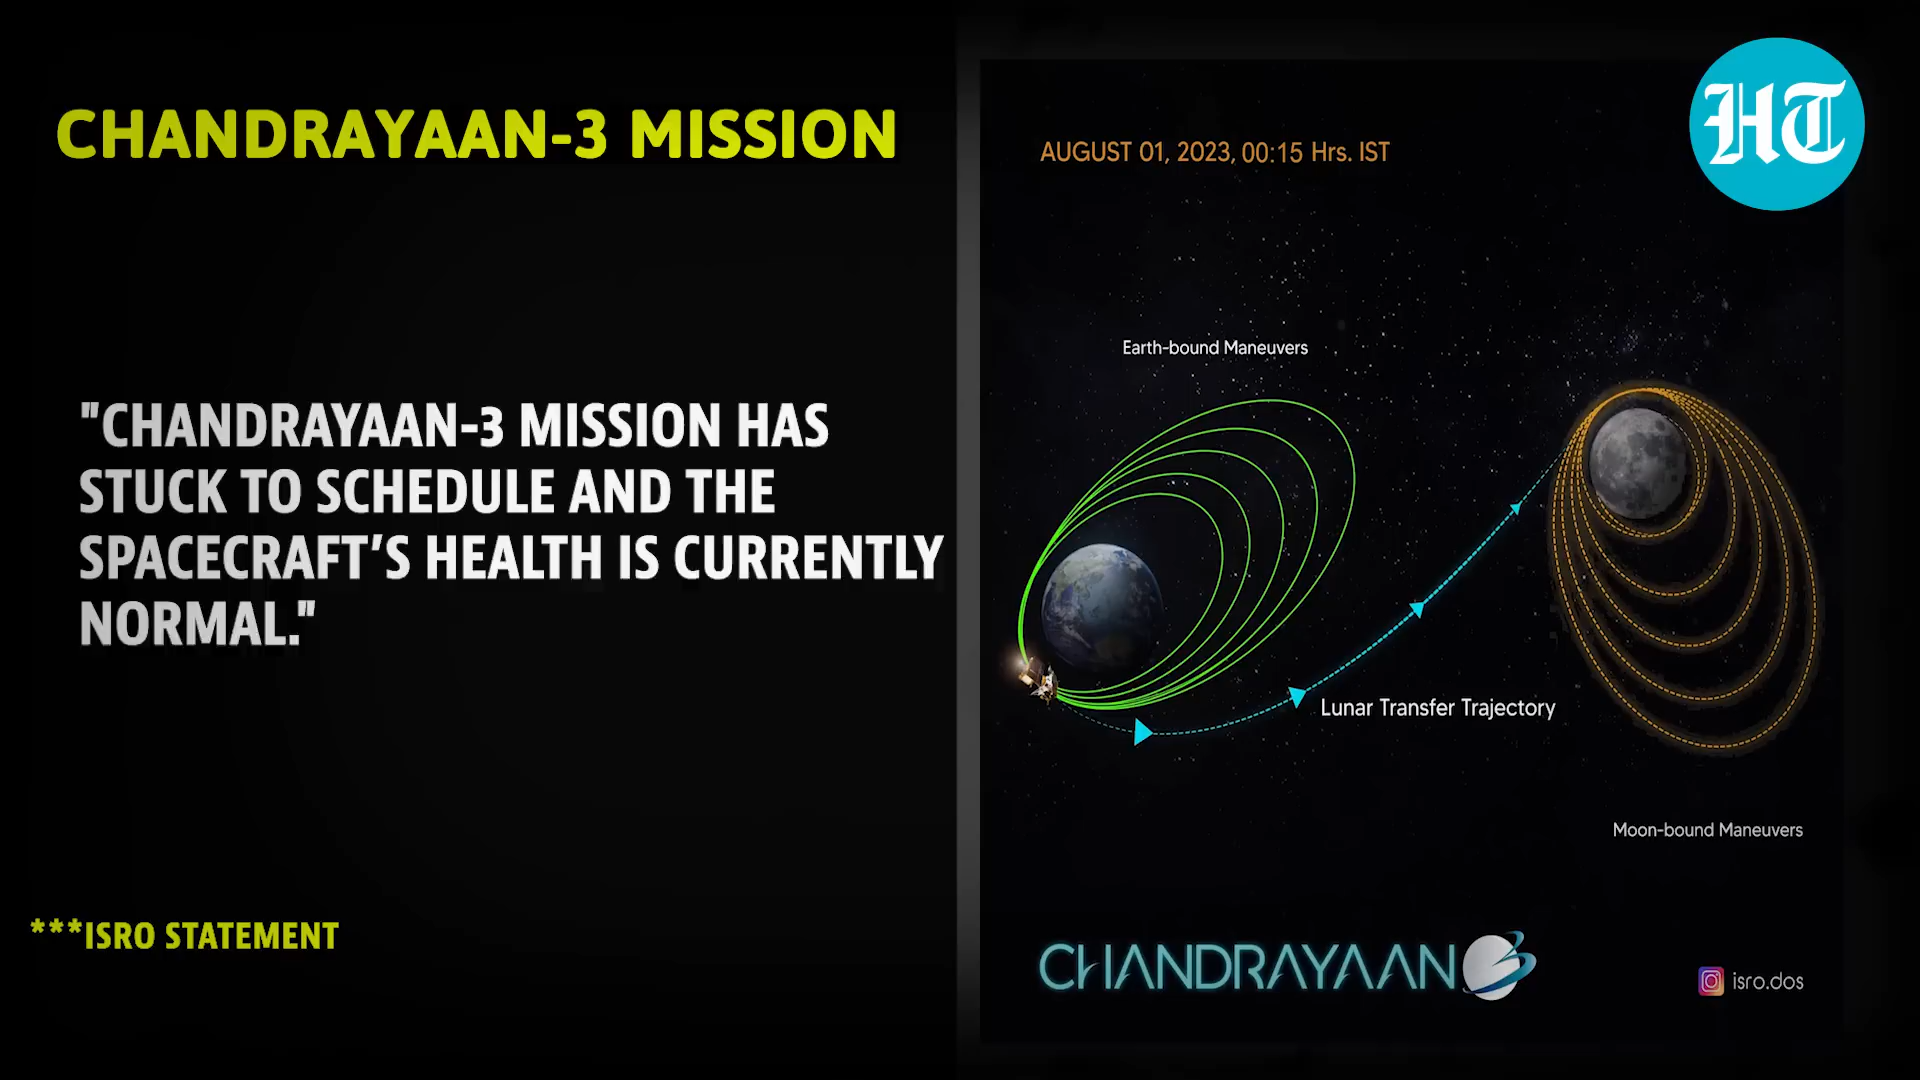 CHANDRAYAAN-3 MISSION
"CHANDRAYAAN-3 MISSION HAS
STUCK TO SCHEDULE AND THE
SPACECRAFT'S HEALTH IS CURRENTLY
NORMAL."
***ISRO STATEMENT
HT
AUGUST 01, 2023, 00:15 Hrs. IST
Earth-bound Maneuvers
Lunar Transfer Trajectory
Moon-bound Maneuvers
CHANDRAYAAN 3
isro.dos